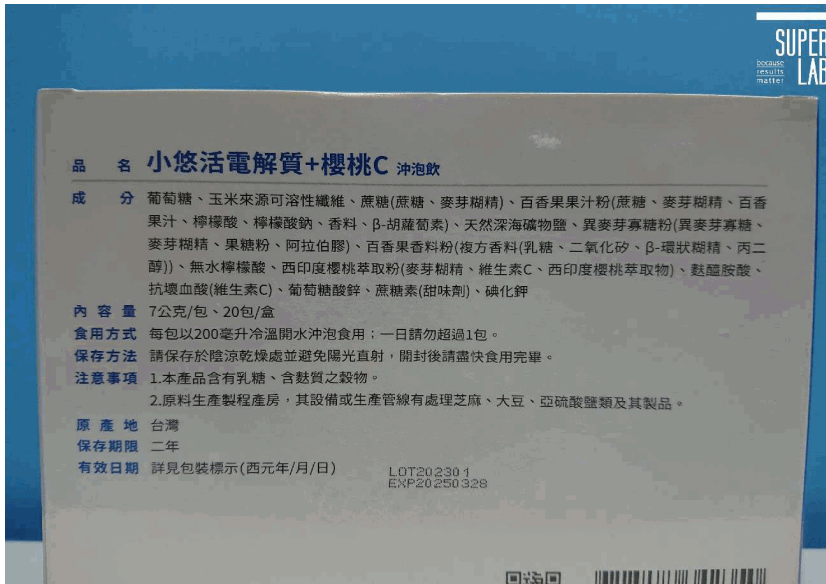 SUPER
LAB
because
results
matter
品名 小悠活電解質+櫻桃C 沖泡飲
成分 葡萄糖、玉米來源可溶性纖維、蔗糖(蔗糖、麥芽糊精)、百香果果汁粉(蔗糖、麥芽糊精、百香
果汁、檸檬酸、檸檬酸鈉、香料、β-胡蘿蔔素)、天然深海礦物鹽、異麥芽寡糖粉(異麥芽寡糖、
麥芽糊精、果糖粉、阿拉伯膠)、百香果香料粉(複方香料(乳糖、二氧化矽、β-環狀糊精、丙二
醇))、無水檸檬酸、西印度櫻桃萃取粉(麥芽糊精、維生素C、西印度櫻桃萃取物)、麩醯胺酸、
抗壞血酸(維生素C)、葡萄糖酸鋅、蔗糖素(甜味劑)、碘化鉀
內容量 7公克/包、20包/盒
食用方式 每包以200毫升冷溫開水沖泡食用；一日請勿超過1包。
保存方法 請保存於陰涼乾燥處並避免陽光直射，開封後請盡快食用完畢。
注意事項 1.本產品含有乳糖、含麩質之穀物。
2.原料生產製程產房，其設備或生產管線有處理芝麻、大豆、亞硫酸鹽類及其製品。
原產地 台灣
保存期限 二年
有效日期 詳見包裝標示(西元年/月/日)
LOT202301
EXP20250328